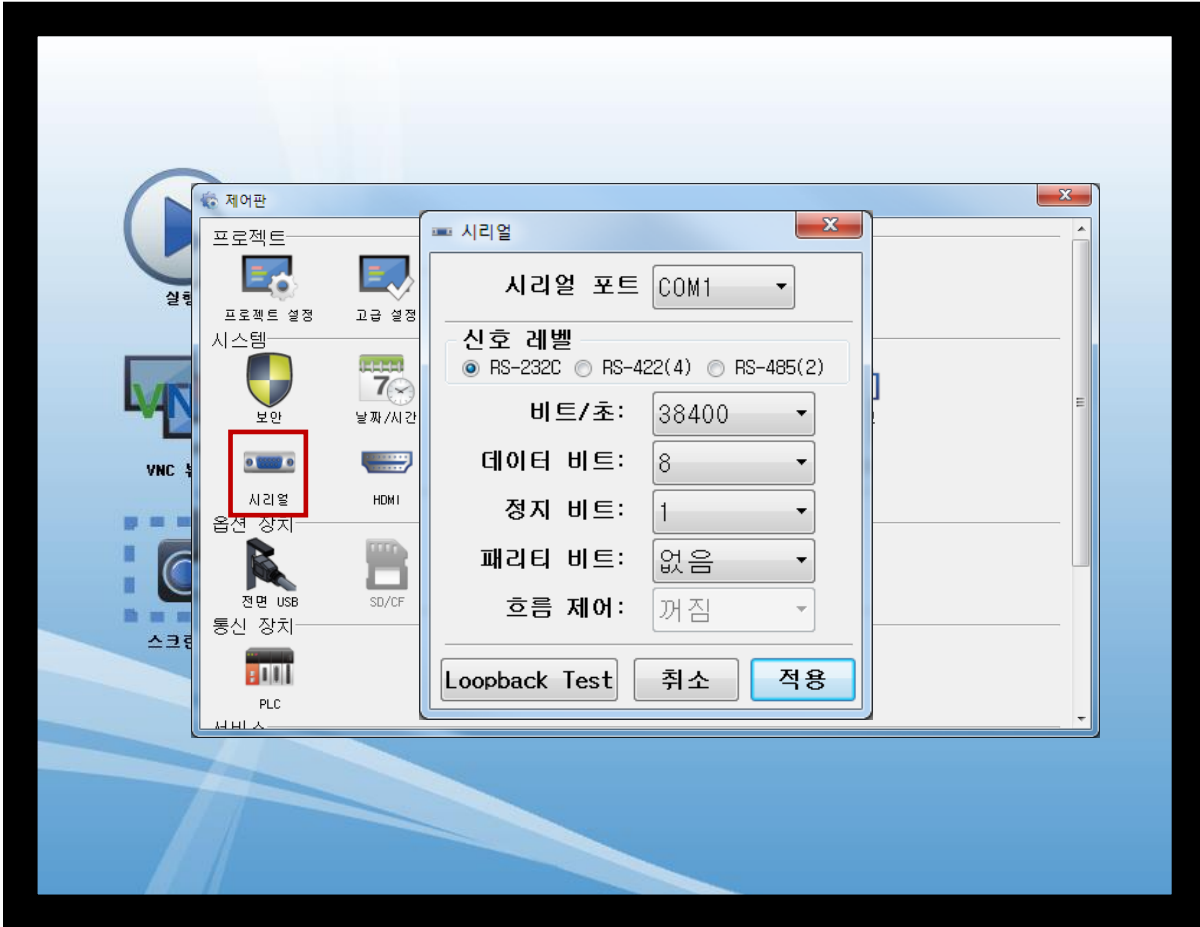 제어판
시리얼
프로젝트
프로젝트 설정
고급 설정
시스템
보안
7
날짜/시간
시리얼
HDMI
옵션 장치
전면 USB
SD/CF
통신 장치
PLC
서비스
시리얼 포트 COM1
신호 레벨
RS-232C RS-422(4) RS-485(2)
비트/초: 38400
데이터 비트: 8
정지 비트: 1
패리티 비트: 없음
흐름 제어: 꺼짐
Loopback Test 취소 적용
VNC